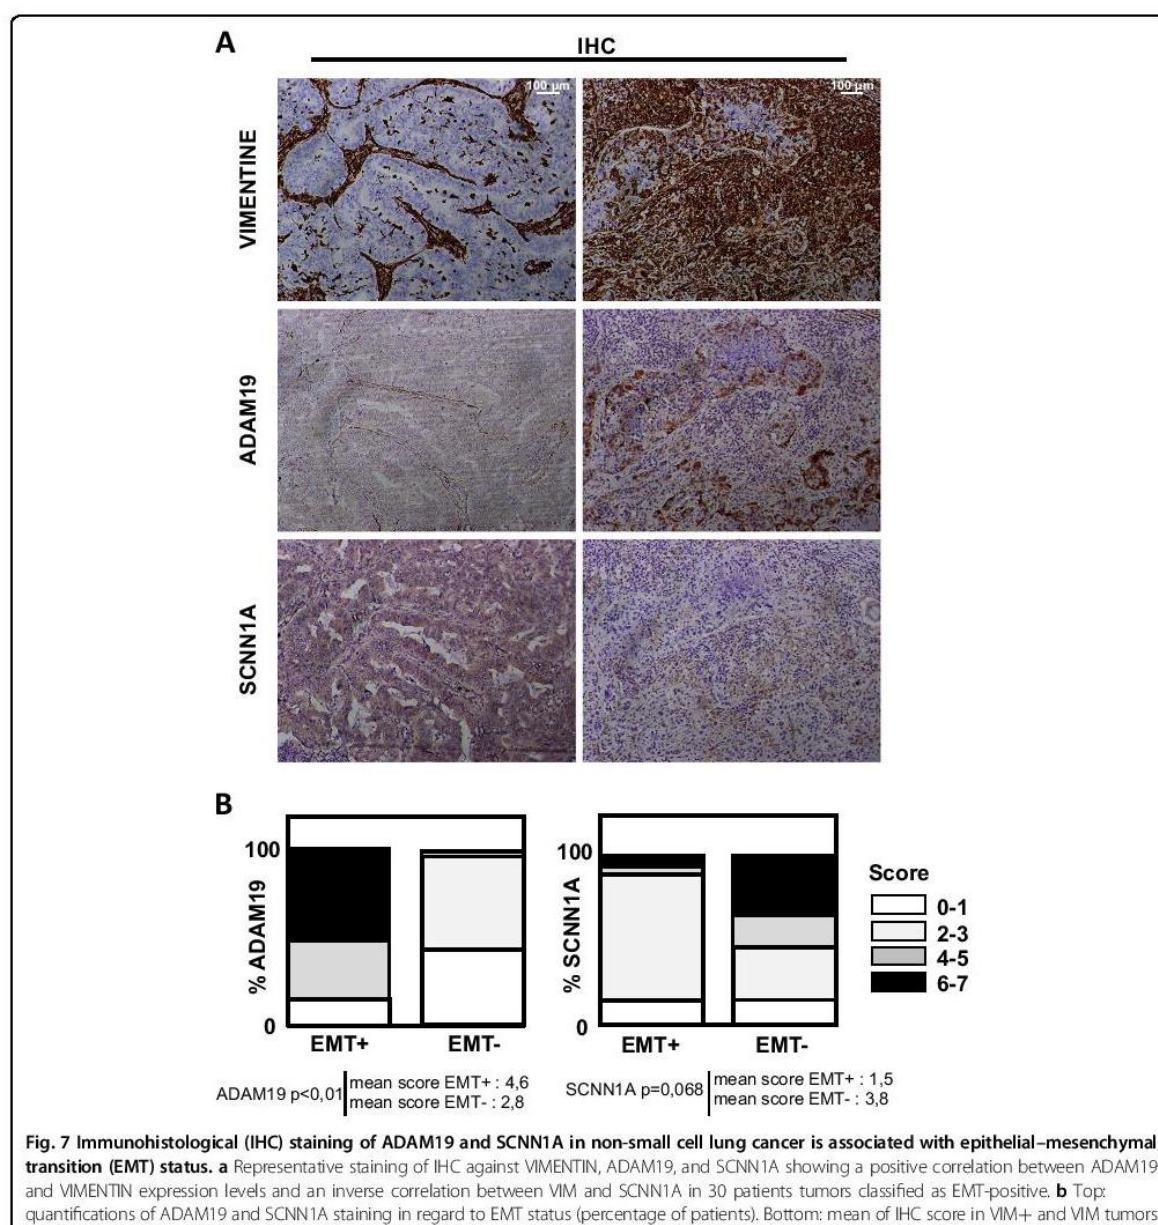 A
IHC
100 µm
100 µm
VIMENTINE
ADAM19
SCNN1A
B
100
% ADAM19
0
EMT+
EMT-
ADAM19 p<0,01
mean score EMT+ : 4,6
mean score EMT- : 2,8
100
% SCNN1A
0
EMT+
EMT-
SCNN1A p=0,068
mean score EMT+ : 1,5
mean score EMT- : 3,8
Score
0-1
2-3
4-5
6-7
Fig. 7 Immunohistological (IHC) staining of ADAM19 and SCNN1A in non-small cell lung cancer is associated with epithelial–mesenchymal
transition (EMT) status. a Representative staining of IHC against VIMENTIN, ADAM19, and SCNN1A showing a positive correlation between ADAM19
and VIMENTIN expression levels and an inverse correlation between VIM and SCNN1A in 30 patients tumors classified as EMT-positive. b Top:
quantifications of ADAM19 and SCNN1A staining in regard to EMT status (percentage of patients). Bottom: mean of IHC score in VIM+ and VIM tumors